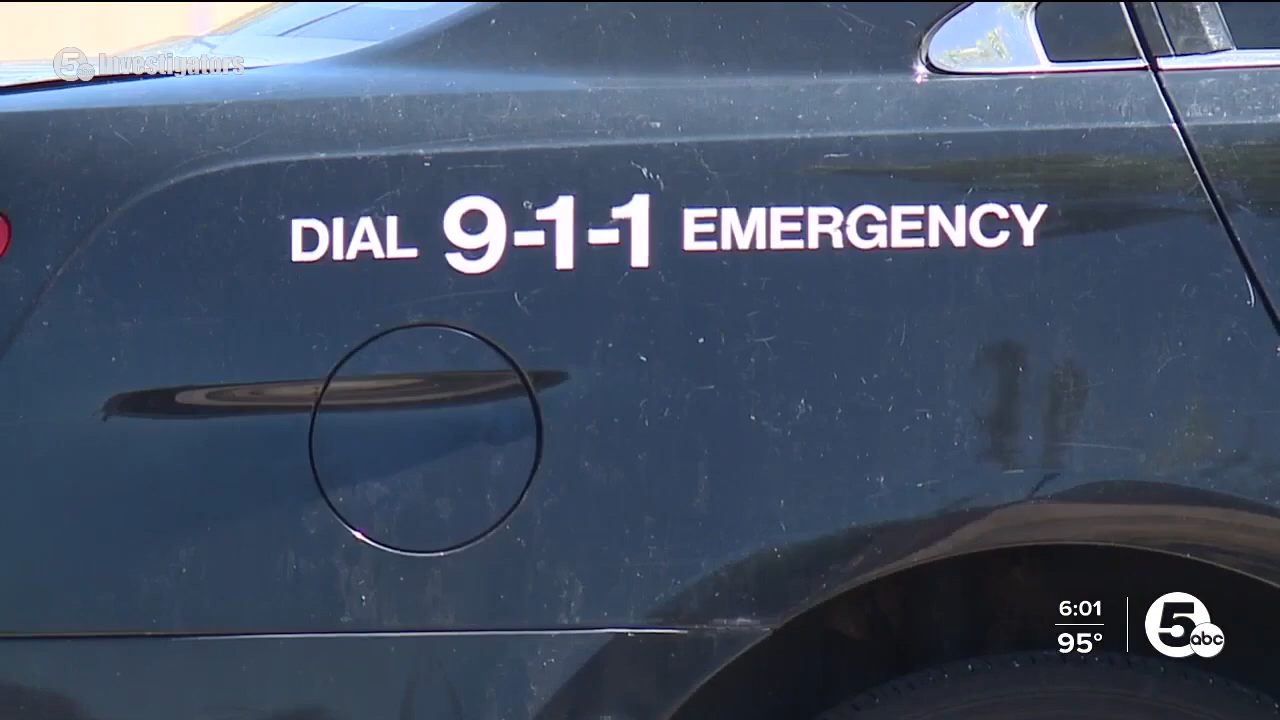 5 Investigators
DIAL 9-1-1 EMERGENCY
6:01
95°
5 abc